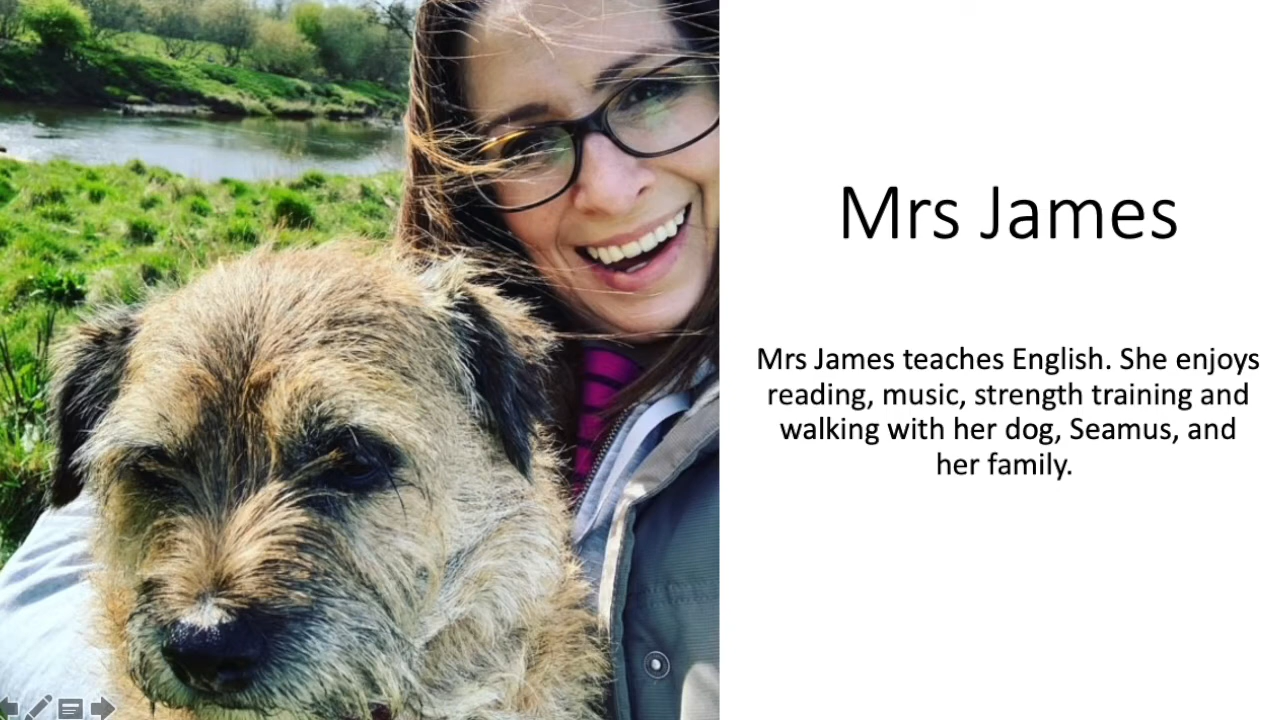 Mrs James
Mrs James teaches English. She enjoys
reading, music, strength training and
walking with her dog, Seamus, and
her family.